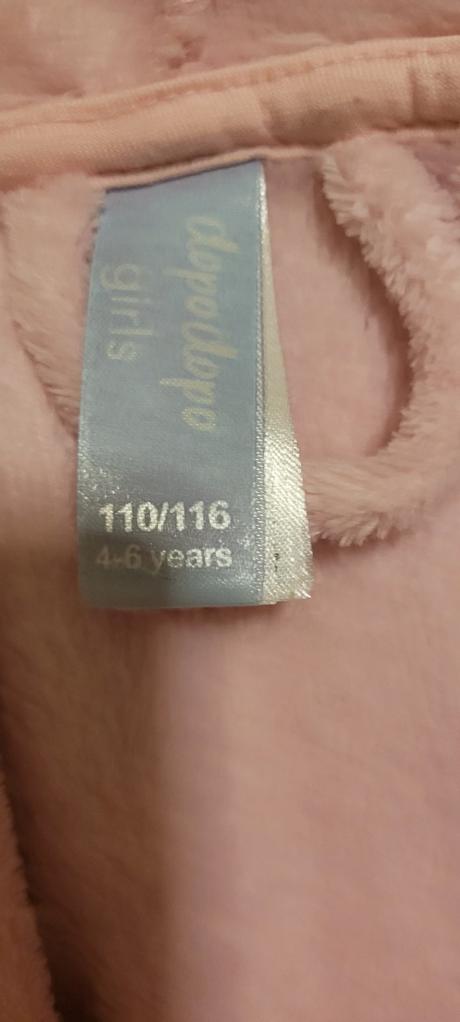 dopodopo
girls
110/116
4-6 years